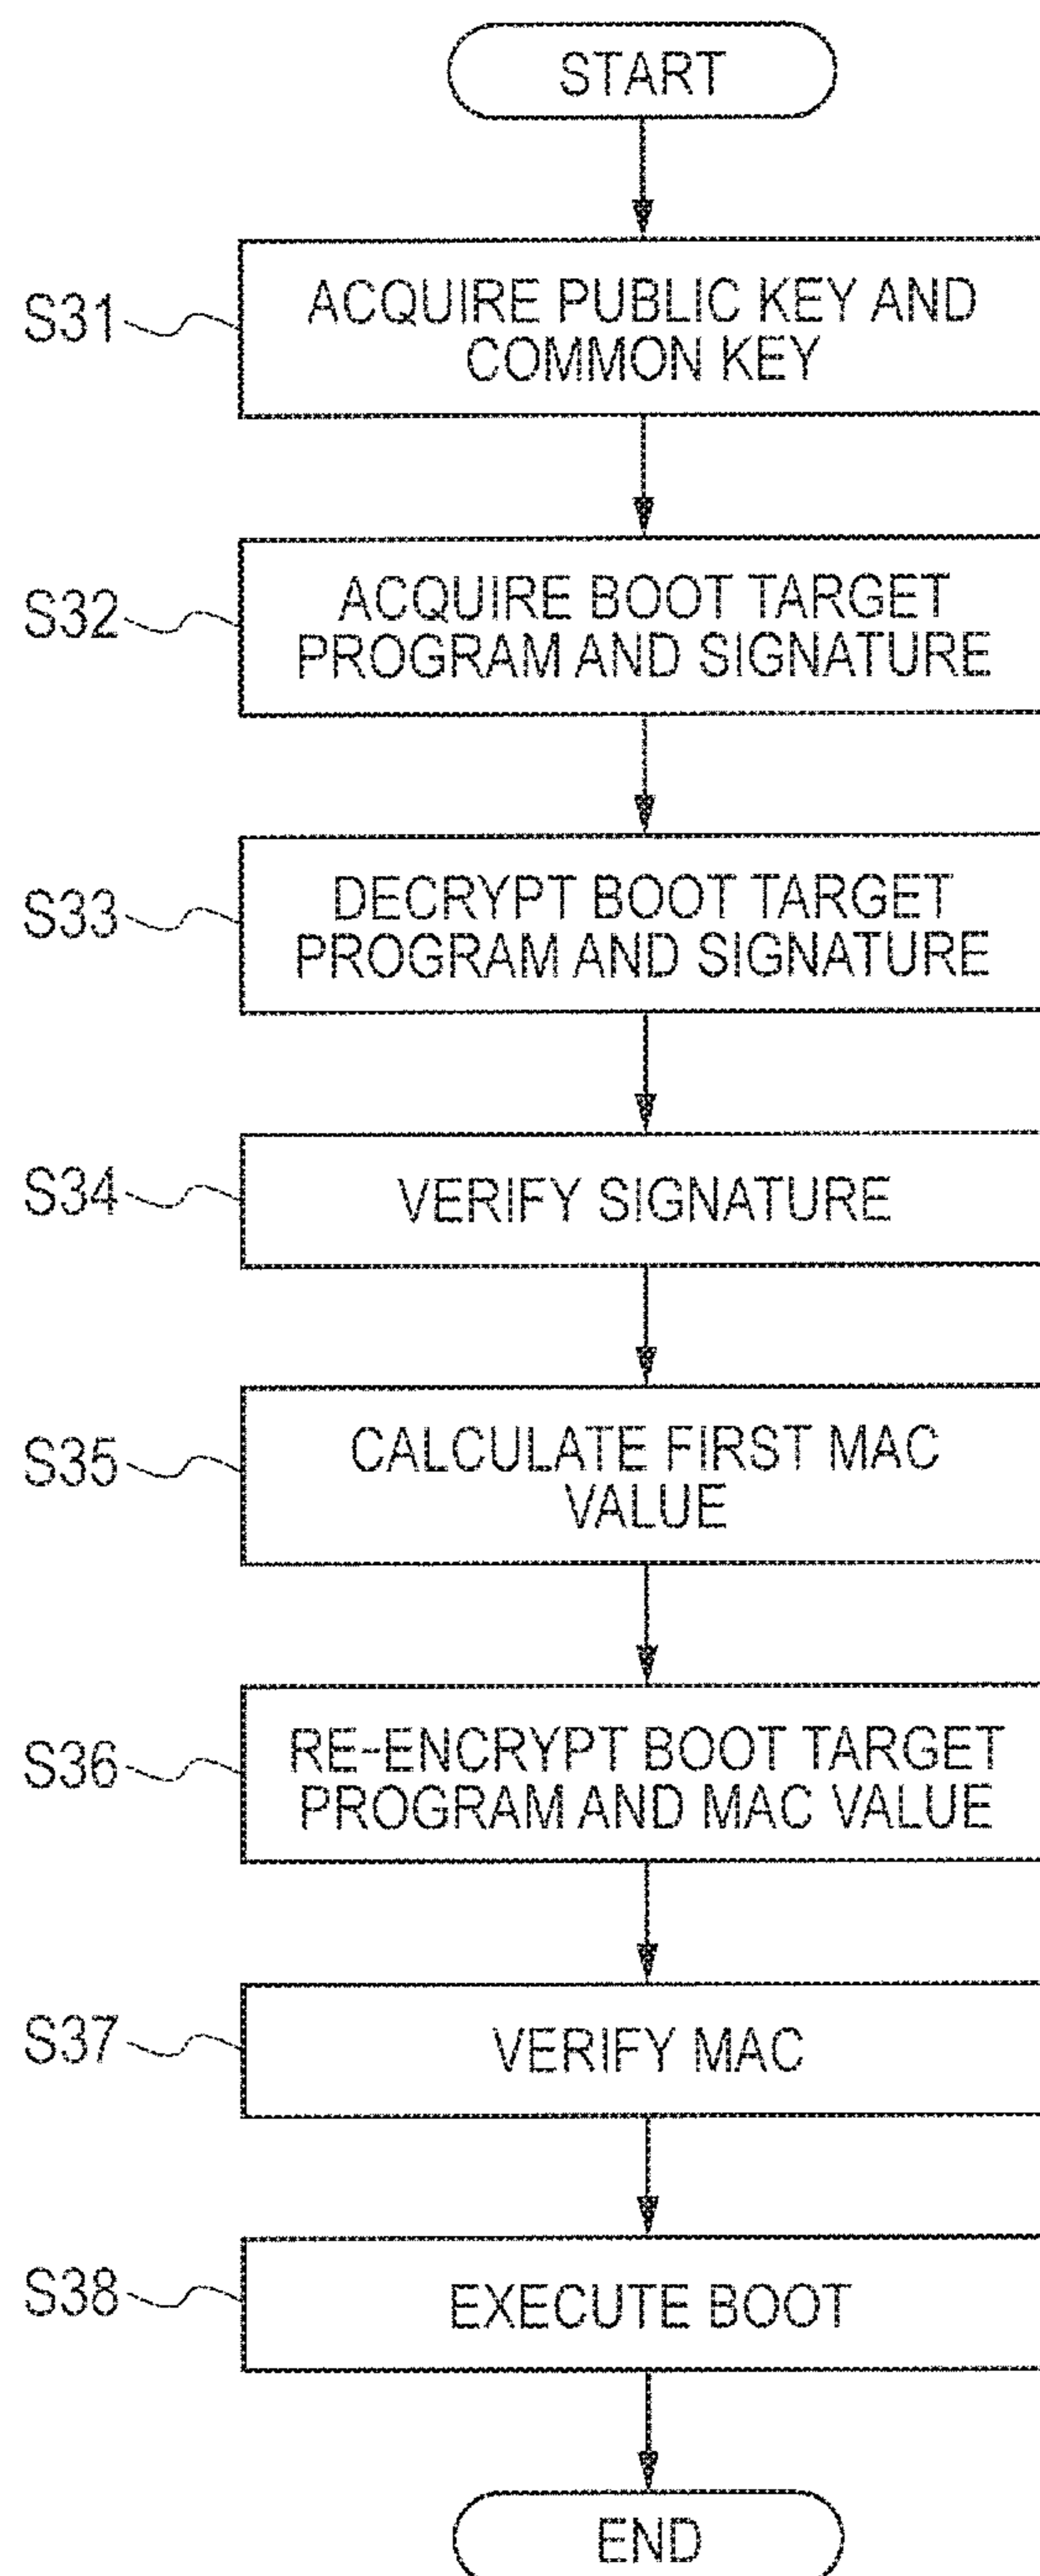 START
S31
ACQUIRE PUBLIC KEY AND
COMMON KEY
S32
ACQUIRE BOOT TARGET
PROGRAM AND SIGNATURE
S33
DECRYPT BOOT TARGET
PROGRAM AND SIGNATURE
S34
VERIFY SIGNATURE
S35
CALCULATE FIRST MAC
VALUE
S36
RE-ENCRYPT BOOT TARGET
PROGRAM AND MAC VALUE
S37
VERIFY MAC
S38
EXECUTE BOOT
END